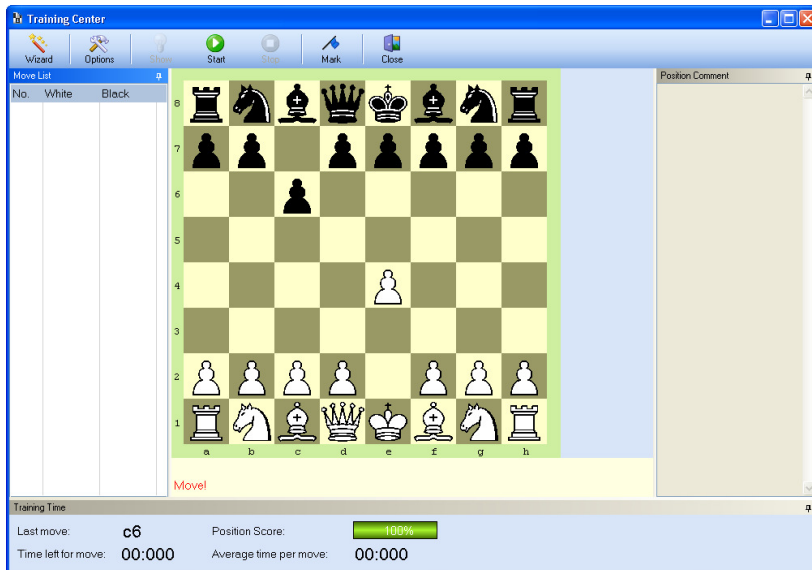 Training Center
Wizard Options Show Start Stop Mark Close
Move List
Position Comment
No. White Black
8
7
6
5
4
3
2
1
a b c d e f g h
Move!
Training Time
Last move: c6 Position Score: 100%
Time left for move: 00:000 Average time per move: 00:000